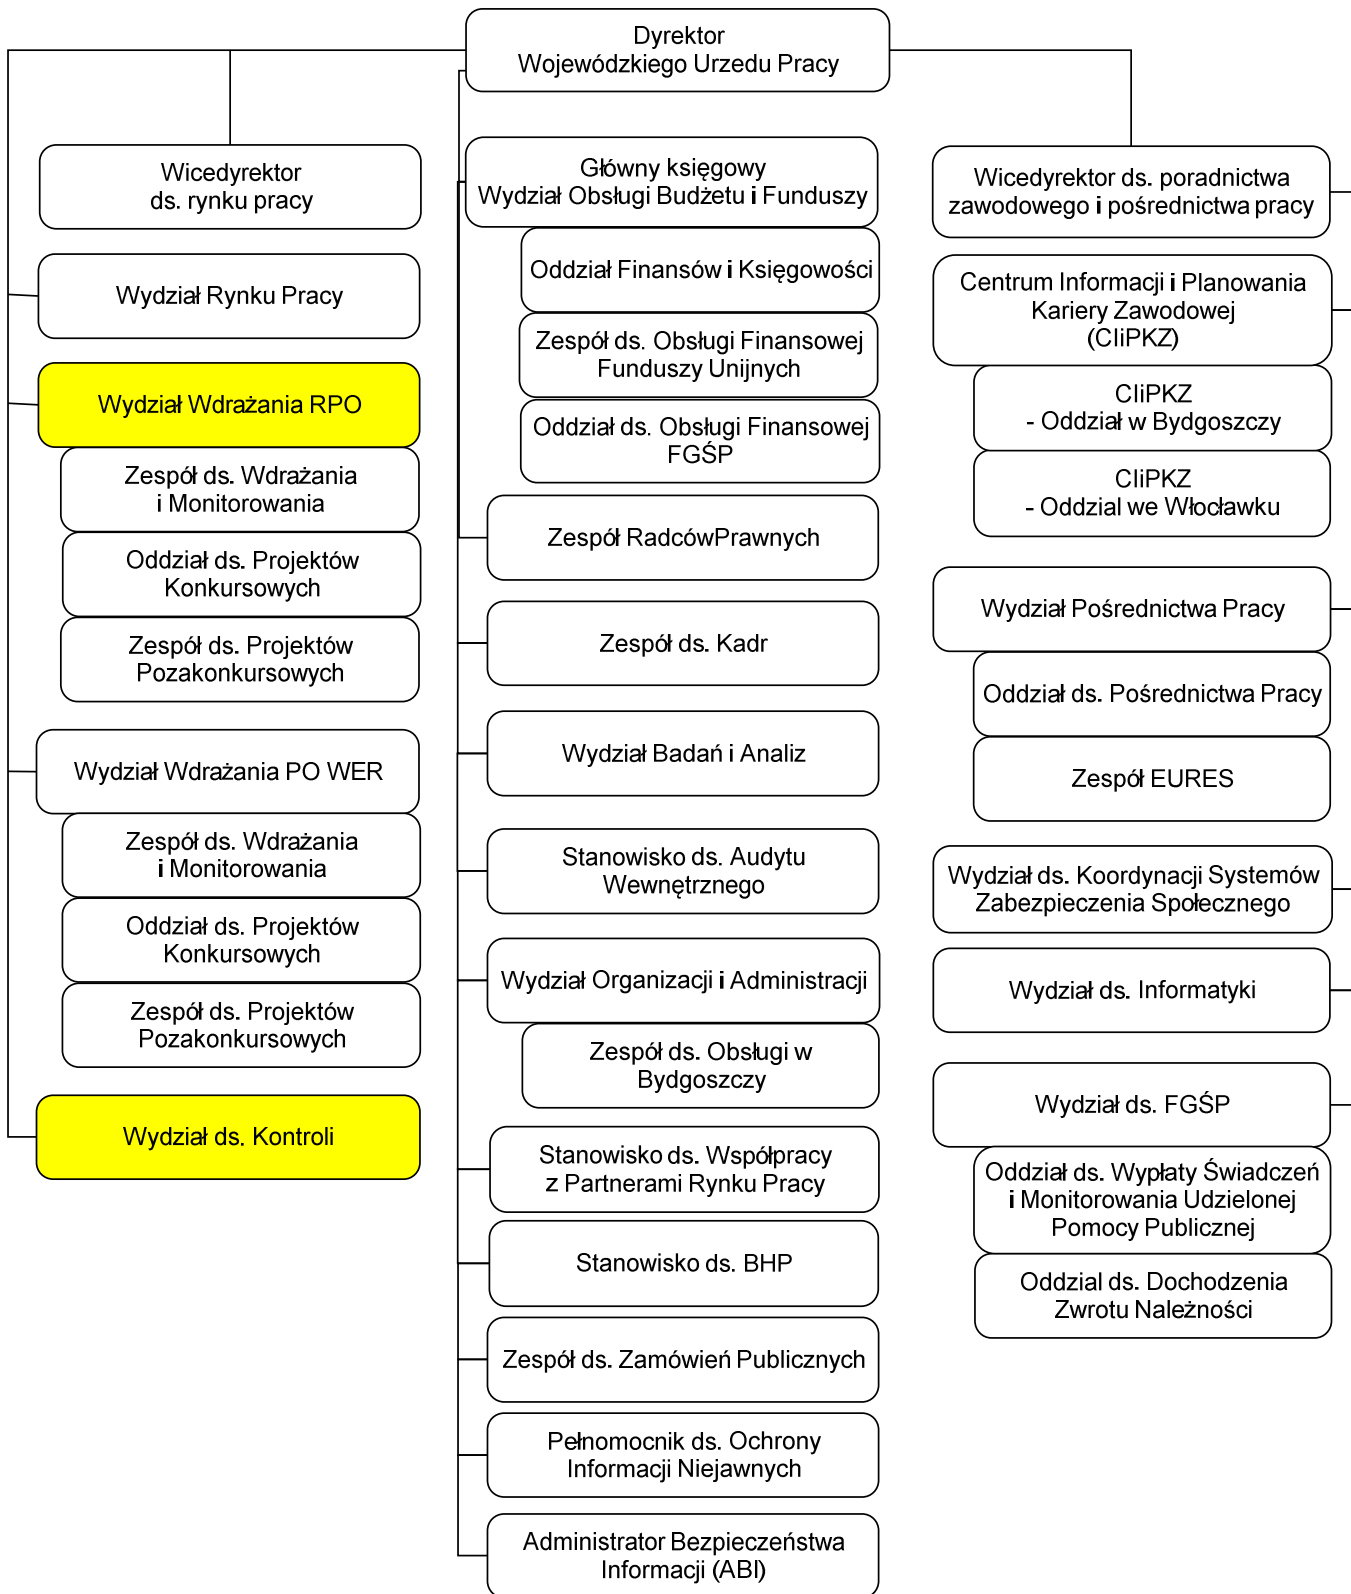 Dyrektor
Wojewódzkiego Urzedu Pracy
Wicedyrektor
ds. rynku pracy
Wydział Rynku Pracy
Wydział Wdrażania RPO
Zespół ds. Wdrażania
i Monitorowania
Oddział ds. Projektów
Konkursowych
Zespół ds. Projektów
Pozakonkursowych
Wydział Wdrażania PO WER
Zespół ds. Wdrażania
i Monitorowania
Oddział ds. Projektów
Konkursowych
Zespół ds. Projektów
Pozakonkursowych
Wydział ds. Kontroli
Główny księgowy
Wydział Obsługi Budżetu i Funduszy
Oddział Finansów i Księgowości
Zespół ds. Obsługi Finansowej
Funduszy Unijnych
Oddział ds. Obsługi Finansowej
FGŚP
Zespół RadcówPrawnych
Zespół ds. Kadr
Wydział Badań i Analiz
Stanowisko ds. Audytu
Wewnętrznego
Wydział Organizacji i Administracji
Zespół ds. Obsługi w
Bydgoszczy
Stanowisko ds. Współpracy
z Partnerami Rynku Pracy
Stanowisko ds. BHP
Zespół ds. Zamówień Publicznych
Pełnomocnik ds. Ochrony
Informacji Niejawnych
Administrator Bezpieczeństwa
Informacji (ABI)
Wicedyrektor ds. poradnictwa
zawodowego i pośrednictwa pracy
Centrum Informacji i Planowania
Kariery Zawodowej
(CIiPKZ)
CIiPKZ
- Oddział w Bydgoszczy
CIiPKZ
- Oddzial we Włocławku
Wydział Pośrednictwa Pracy
Oddział ds. Pośrednictwa Pracy
Zespół EURES
Wydział ds. Koordynacji Systemów
Zabezpieczenia Społecznego
Wydział ds. Informatyki
Wydział ds. FGŚP
Oddział ds. Wypłaty Świadczeń
i Monitorowania Udzielonej
Pomocy Publicznej
Oddzial ds. Dochodzenia
Zwrotu Należności